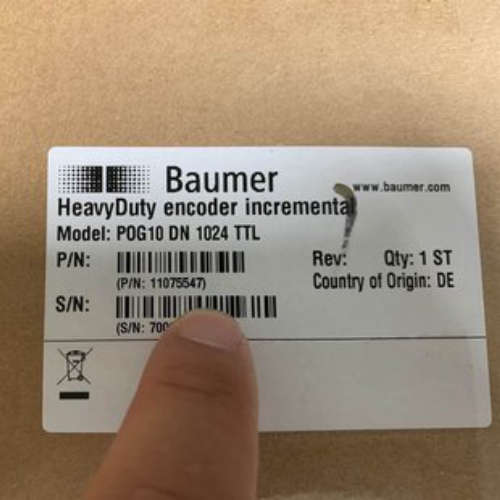 Baumer
www.baumer.com
HeavyDuty encoder incremental
Model: POG10 DN 1024 TTL
P/N:
(P/N: 11075547)
Rev: Qty: 1 ST
Country of Origin: DE
S/N:
(S/N: